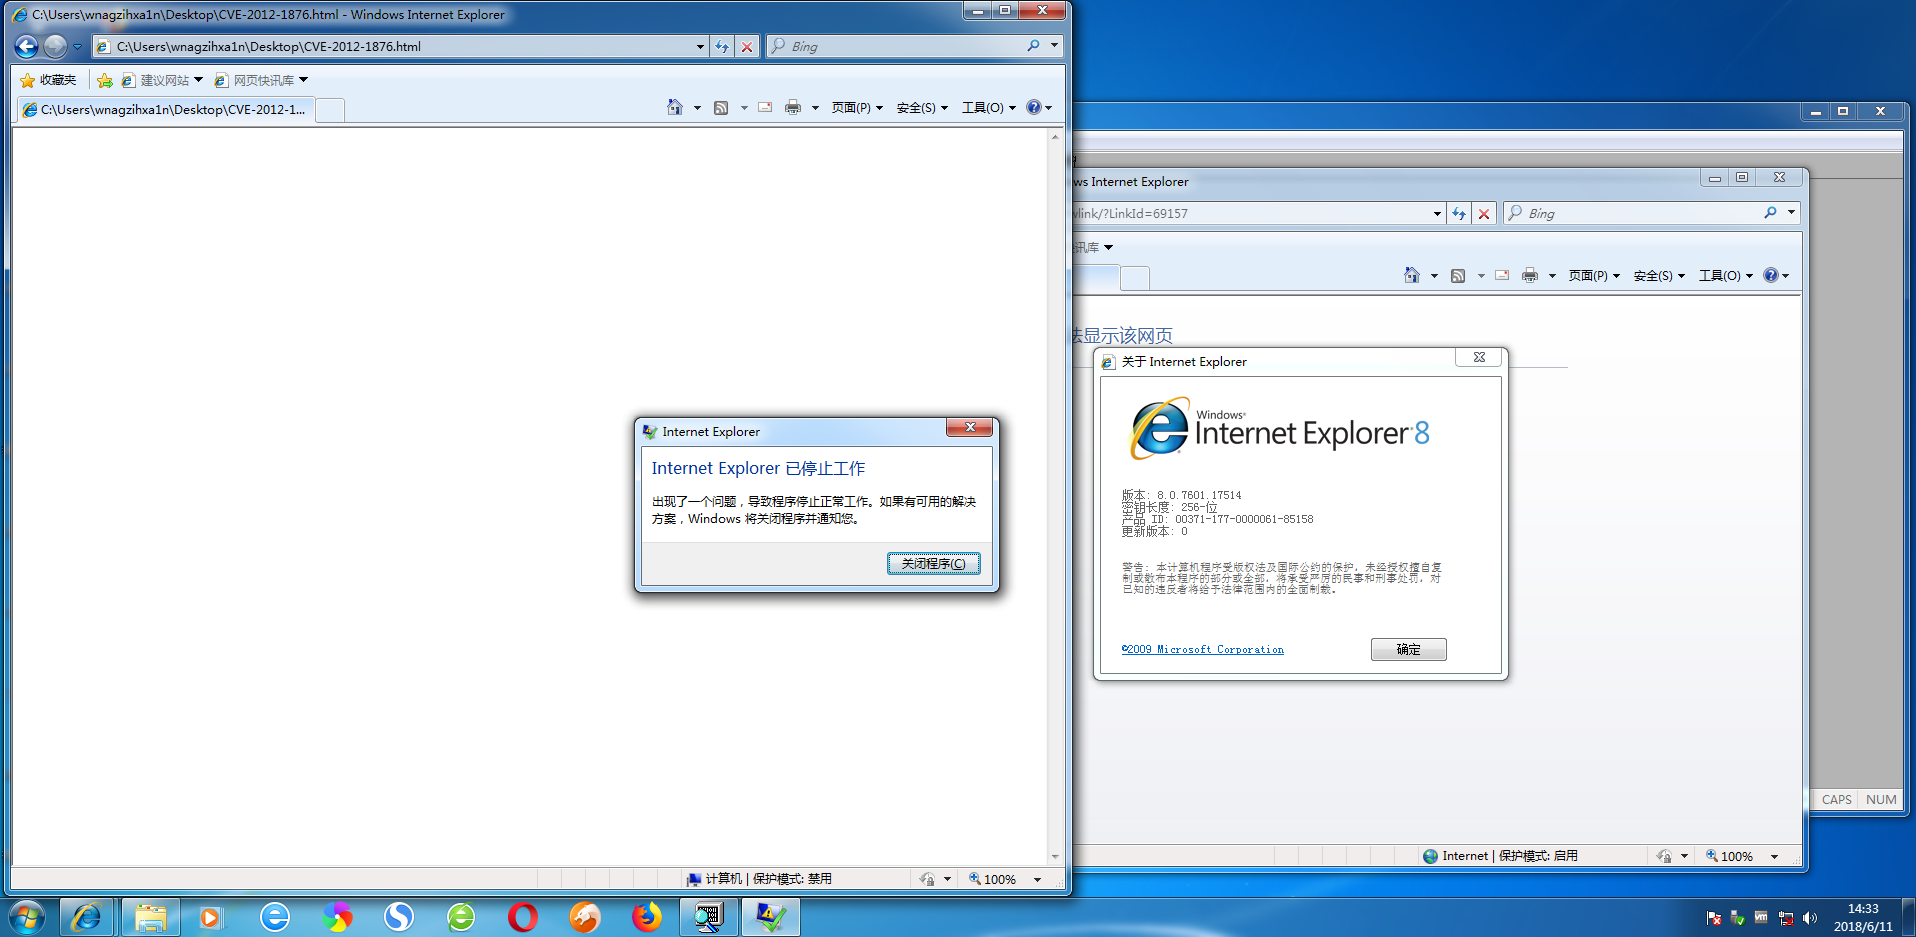 C:\Users\wnagzihxa1n\Desktop\CVE-2012-1876.html - Windows Internet Explorer
C:\Users\wnagzihxa1n\Desktop\CVE-2012-1876.html
Bing
收藏夹
建议网站
网页快讯库
C:\Users\wnagzihxa1n\Desktop\CVE-2012-1...
页面(P)
安全(S)
工具(O)
Internet Explorer
Internet Explorer 已停止工作
出现了一个问题，导致程序停止正常工作。如果有可用的解决
方案，Windows 将关闭程序并通知您。
关闭程序(C)
计算机 | 保护模式: 禁用
100%
ws Internet Explorer
/?LinkId=69157
Bing
讯库
页面(P)
安全(S)
工具(O)
法显示该网页
关于 Internet Explorer
Windows
Internet Explorer 8
版本: 8.0.7601.17514
密钥长度: 256-位
产品 ID: 00371-177-0000061-85158
更新版本: 0
警告: 本计算机程序受版权法及国际公约的保护，未经授权擅自复
制或散布本程序的部分或全部，将承受严厉的民事和刑事处罚，对
已知的违反者将给予法律范围内的全面制裁。
©2009 Microsoft Corporation
确定
Internet | 保护模式: 启用
100%
CAPS
NUM
14:33
2018/6/11